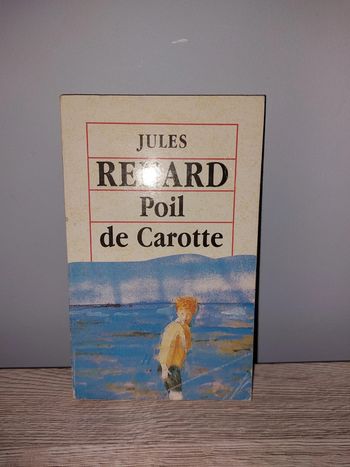 JULES
RENARD
Poil
de Carotte